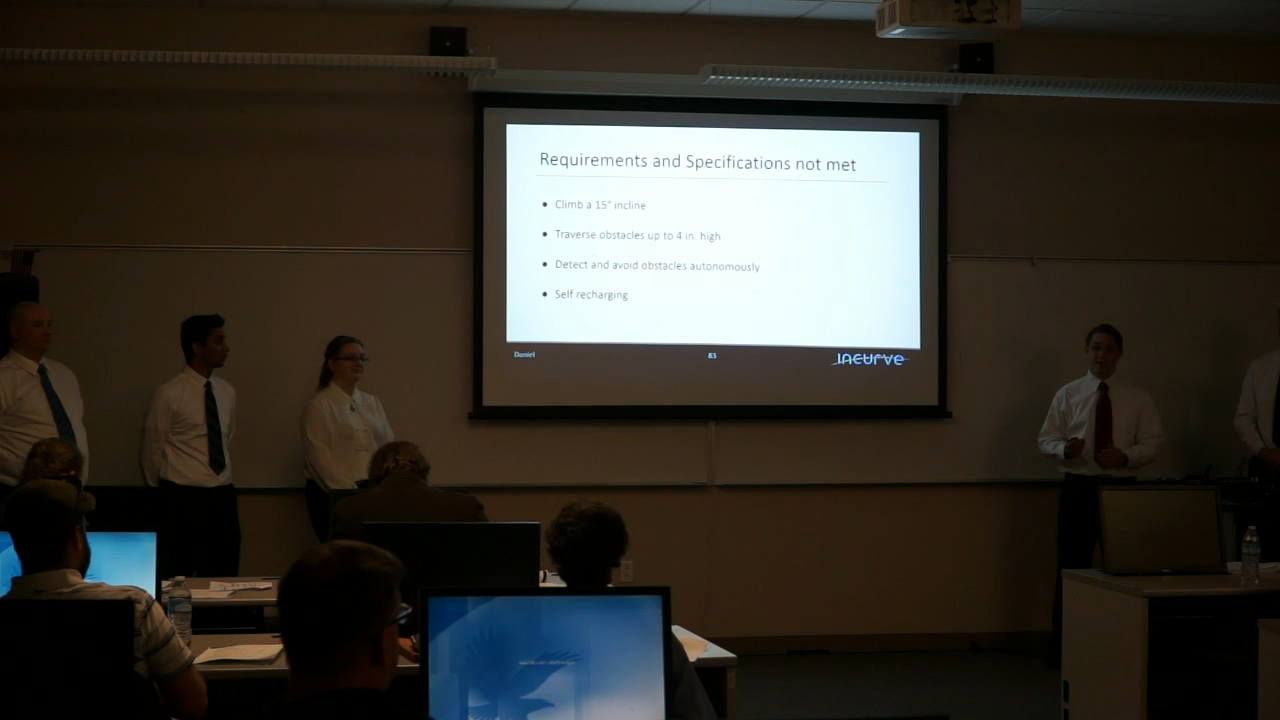 Requirements and Specifications not met
• Climb a 15° incline
• Traverse obstacles up to 4 in. high
• Detect and avoid obstacles autonomously
• Self recharging
Daniel
83
incurve